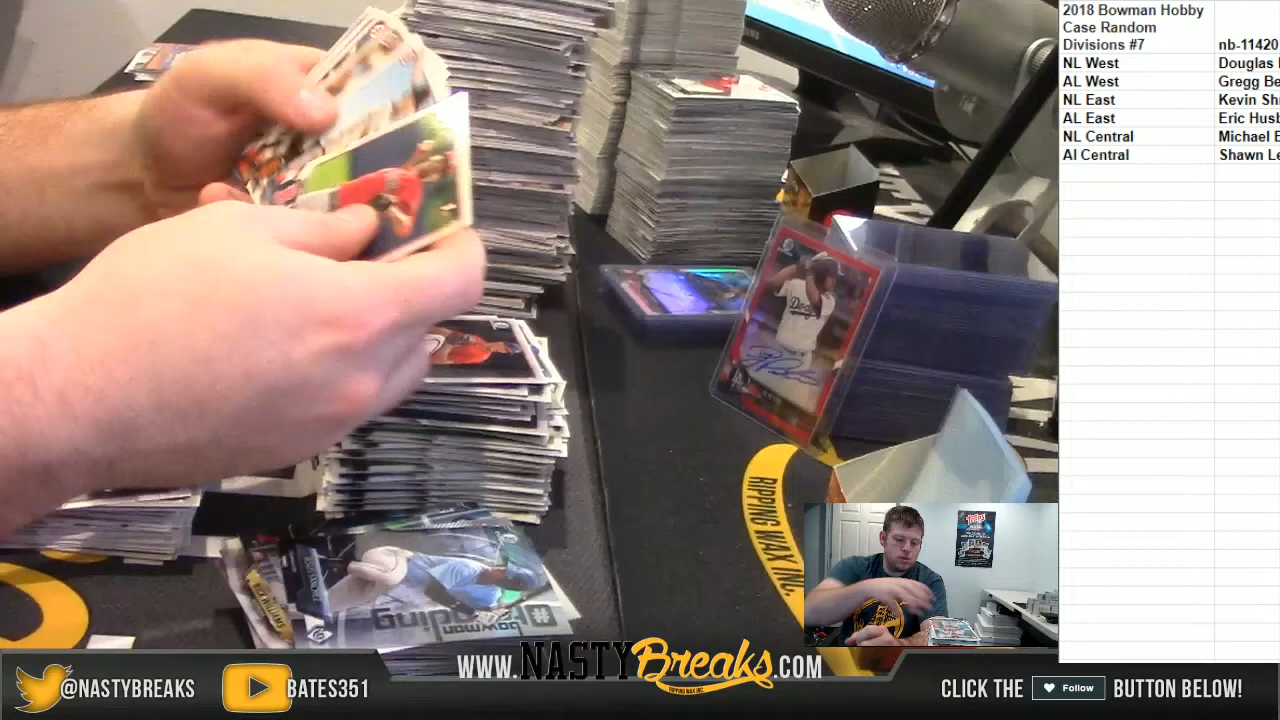 2018 Bowman Hobby
Case Random
Divisions #7 nb-11420
NL West Douglas
AL West Gregg Be
NL East Kevin Sh
AL East Eric Husb
NL Central Michael E
Al Central Shawn Le
Dodgers
RIPPING WAX INC.
bowman
#trending
@NASTYBREAKS
BATES351
WWW.NASTYBreaks.COM
RIPPING WAX INC.
CLICK THE Follow BUTTON BELOW!